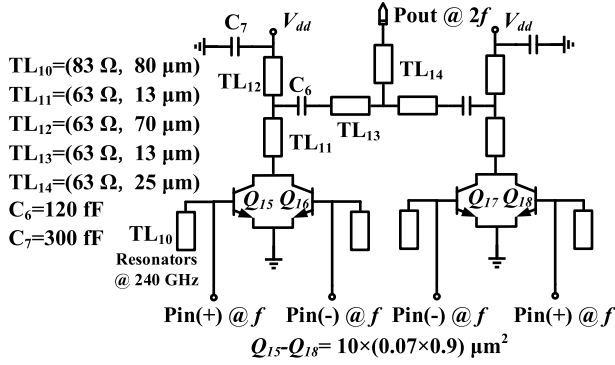 C7 Vdd Pout @ 2f Vdd
TL10=(83 Ω, 80 μm)
TL11=(63 Ω, 13 μm)
TL12=(63 Ω, 70 μm)
TL13=(63 Ω, 13 μm)
TL14=(63 Ω, 25 μm)
C6=120 fF
C7=300 fF
TL12 C6 TL14
TL13
TL11
Q15 Q16 Q17 Q18
TL10
Resonators
@ 240 GHz
Pin(+) @ f Pin(-) @ f Pin(-) @ f Pin(+) @ f
Q15-Q18= 10×(0.07×0.9) μm²